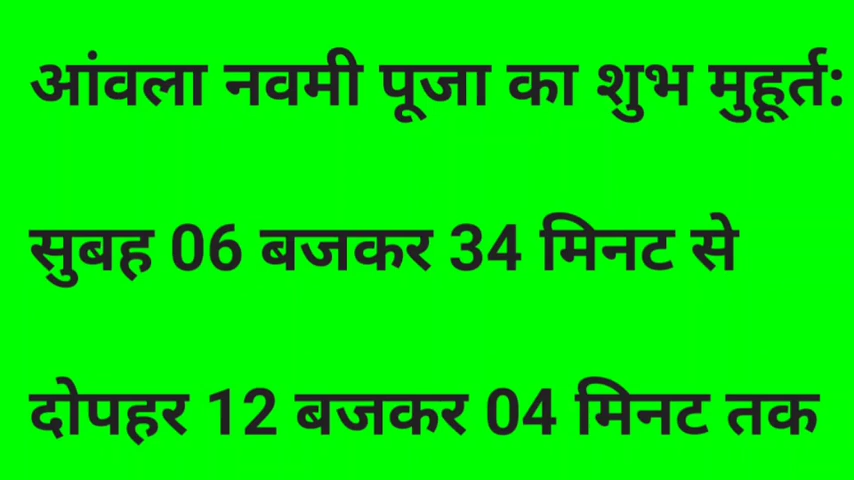 आंवला नवमी पूजा का शुभ मुहूर्त:
सुबह 06 बजकर 34 मिनट से
दोपहर 12 बजकर 04 मिनट तक